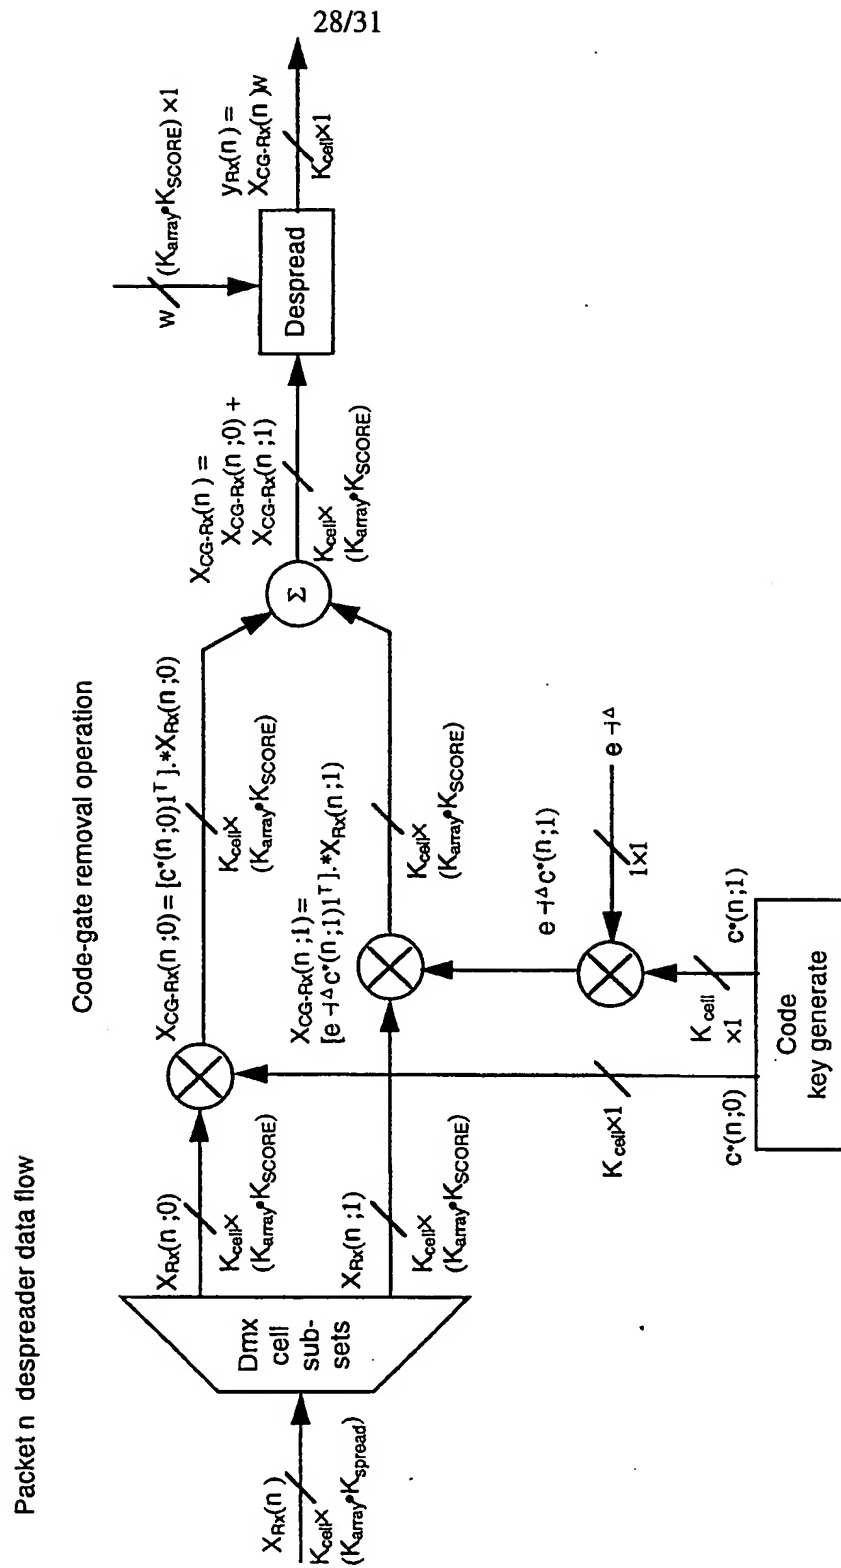 28/31
Packet n despreader data flow
Code-gate removal operation
X_Rx(n)
K_cell×
(K_array•K_spread)
Dmx
cell
sub-
sets
X_Rx(n;0)
K_cell×
(K_array•K_SCORE)
X_Rx(n;1)
K_cell×
(K_array•K_SCORE)
X_CG-Rx(n;0) = [c*(n;0)1^T].*X_Rx(n;0)
K_cell×
(K_array•K_SCORE)
X_CG-Rx(n;1) =
[e^-jΔ c*(n;1)1^T].*X_Rx(n;1)
K_cell×
(K_array•K_SCORE)
e^-jΔ c*(n;1)
e^-jΔ
1×1
K_cell×1
K_cell
×1
c*(n;0)
c*(n;1)
Code
key generate
Σ
X_CG-Rx(n) =
X_CG-Rx(n;0) +
X_CG-Rx(n;1)
K_cell×
(K_array•K_SCORE)
w
(K_array•K_SCORE)×1
Despread
y_Rx(n) =
X_CG-Rx(n)w
K_cell×1